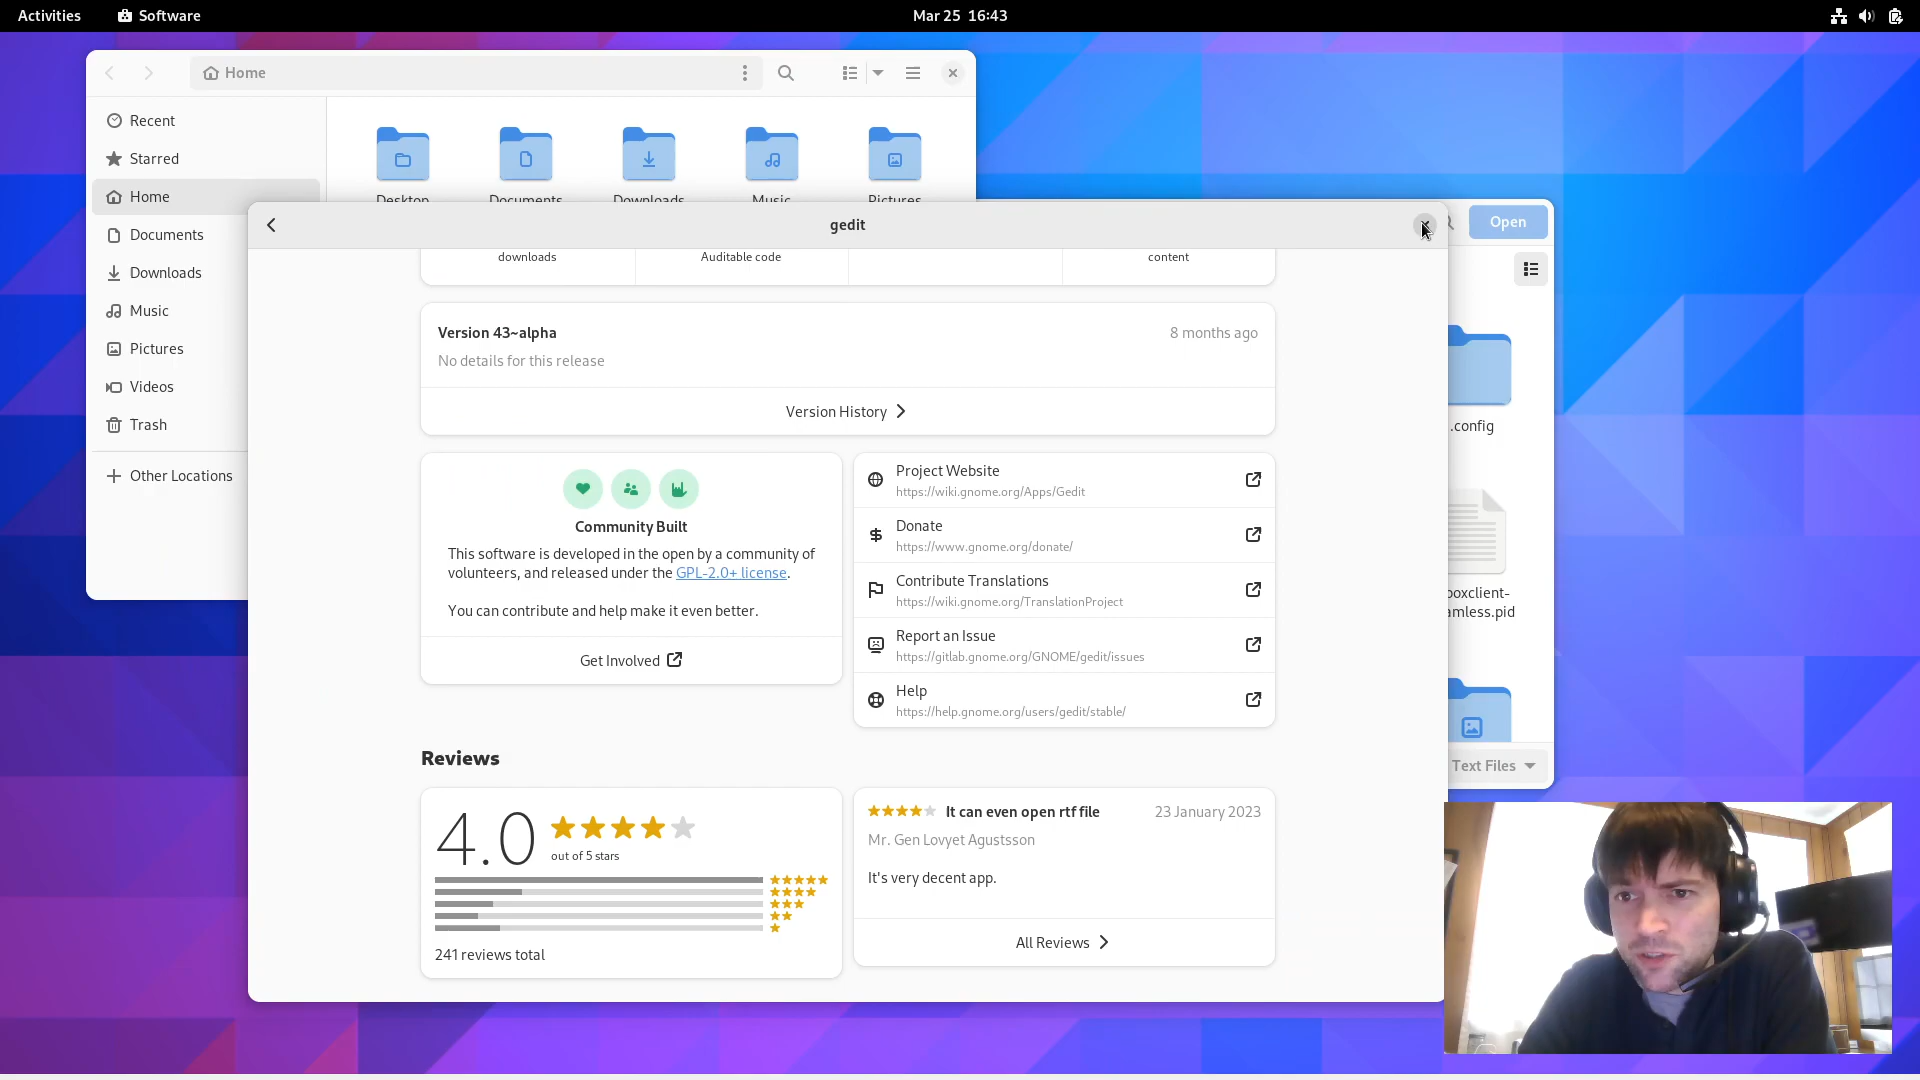 Activities
Software
Mar 25 16:43
Home
Recent
Starred
Home
Documents
Downloads
Music
Pictures
Videos
Trash
Other Locations
Desktop
Documents
Downloads
Music
Pictures
gedit
Open
downloads
Auditable code
content
Version 43~alpha
8 months ago
No details for this release
Version History
Community Built
This software is developed in the open by a community of
volunteers, and released under the GPL-2.0+ license.
You can contribute and help make it even better.
Get Involved
Project Website
https://wiki.gnome.org/Apps/Gedit
Donate
https://www.gnome.org/donate/
Contribute Translations
https://wiki.gnome.org/TranslationProject
Report an Issue
https://gitlab.gnome.org/GNOME/gedit/issues
Help
https://help.gnome.org/users/gedit/stable/
Reviews
4.0
out of 5 stars
241 reviews total
It can even open rtf file
23 January 2023
Mr. Gen Lovyet Agustsson
It's very decent app.
All Reviews
.config
boxclient-
amless.pid
Text Files